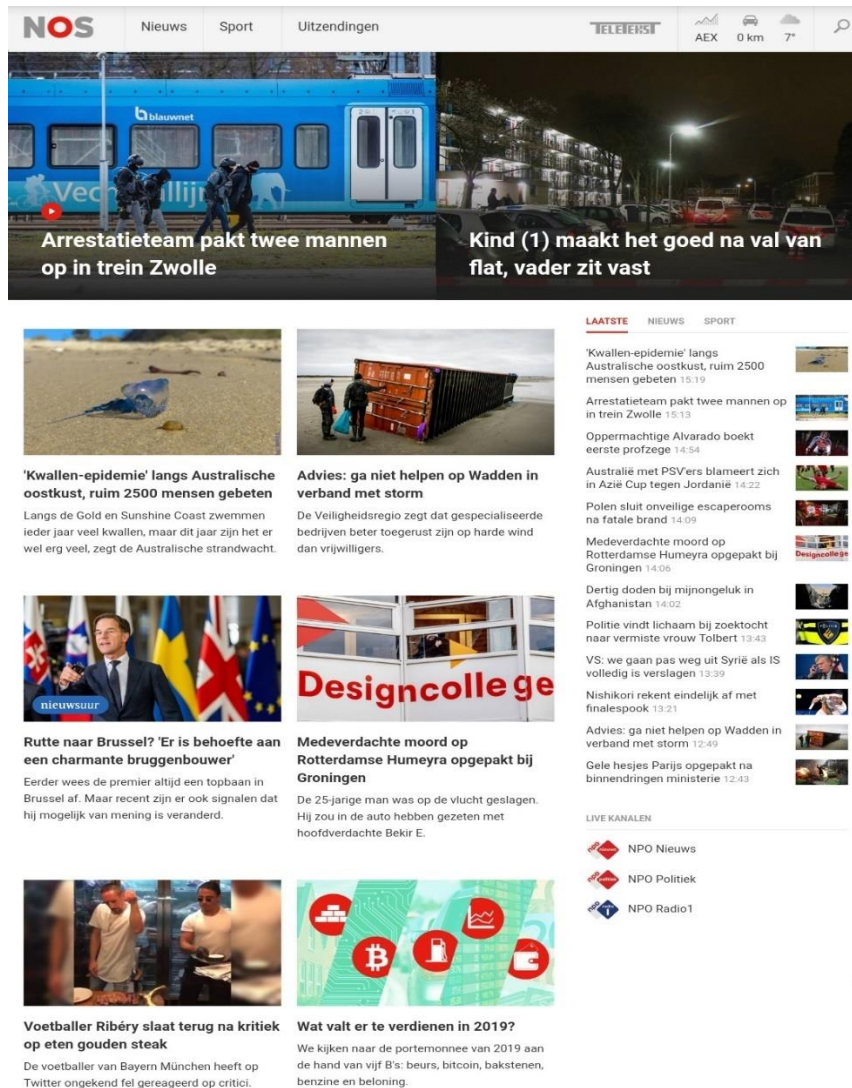 NOS
Nieuws
Sport
Uitzendingen
TELETEKST
AEX
0 km
7°
blauwnet
Arrestatieteam pakt twee mannen
op in trein Zwolle
Kind (1) maakt het goed na val van
flat, vader zit vast
'Kwallen-epidemie' langs Australische
oostkust, ruim 2500 mensen gebeten
Langs de Gold en Sunshine Coast zwemmen
ieder jaar veel kwallen, maar dit jaar zijn het er
wel erg veel, zegt de Australische strandwacht.
Advies: ga niet helpen op Wadden in
verband met storm
De Veiligheidsregio zegt dat gespecialiseerde
bedrijven beter toegerust zijn op harde wind
dan vrijwilligers.
nieuwsuur
Rutte naar Brussel? 'Er is behoefte aan
een charmante bruggenbouwer'
Eerder wees de premier altijd een topbaan in
Brussel af. Maar recent zijn er ook signalen dat
hij mogelijk van mening is veranderd.
Designcollege
Medeverdachte moord op
Rotterdamse Humeyra opgepakt bij
Groningen
De 25-jarige man was op de vlucht geslagen.
Hij zou in de auto hebben gezeten met
hoofdverdachte Bekir E.
Voetballer Ribéry slaat terug na kritiek
op eten gouden steak
De voetballer van Bayern München heeft op
Twitter ongekend fel gereageerd op critici.
Wat valt er te verdienen in 2019?
We kijken naar de portemonnee van 2019 aan
de hand van vijf B's: beurs, bitcoin, bakstenen,
benzine en beloning.
LAATSTE
NIEUWS
SPORT
'Kwallen-epidemie' langs
Australische oostkust, ruim 2500
mensen gebeten 15:19
Arrestatieteam pakt twee mannen op
in trein Zwolle 15:13
Oppermachtige Alvarado boekt
eerste profzege 14:54
Australië met PSV'ers blameert zich
in Azië Cup tegen Jordanië 14:22
Polen sluit onveilige escaperooms
na fatale brand 14:09
Medeverdachte moord op
Rotterdamse Humeyra opgepakt bij
Groningen 14:06
Designcollege
Dertig doden bij mijnongeluk in
Afghanistan 14:02
Politie vindt lichaam bij zoektocht
naar vermiste vrouw Tolbert 13:43
VS: we gaan pas weg uit Syrië als IS
volledig is verslagen 13:39
Nishikori rekent eindelijk af met
finalespook 13:21
Advies: ga niet helpen op Wadden in
verband met storm 12:49
Gele hesjes Parijs opgepakt na
binnendringen ministerie 12:43
LIVE KANALEN
NPO Nieuws
NPO Politiek
NPO Radio1